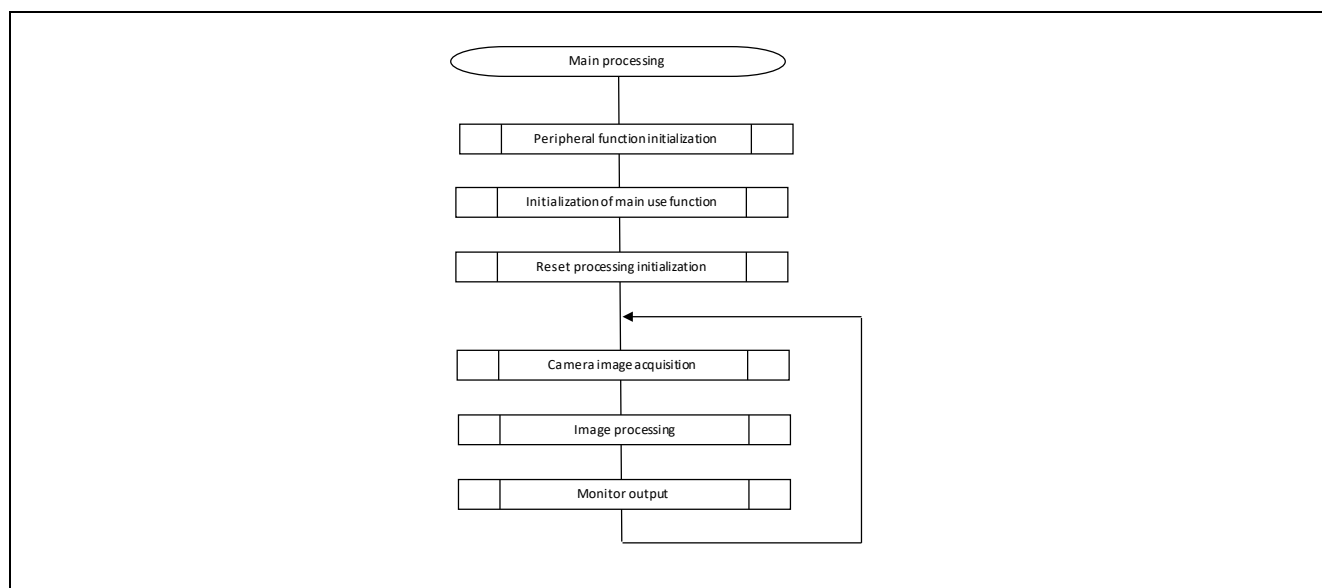 Main processing
Peripheral function initialization
Initialization of main use function
Reset processing initialization
Camera image acquisition
Image processing
Monitor output